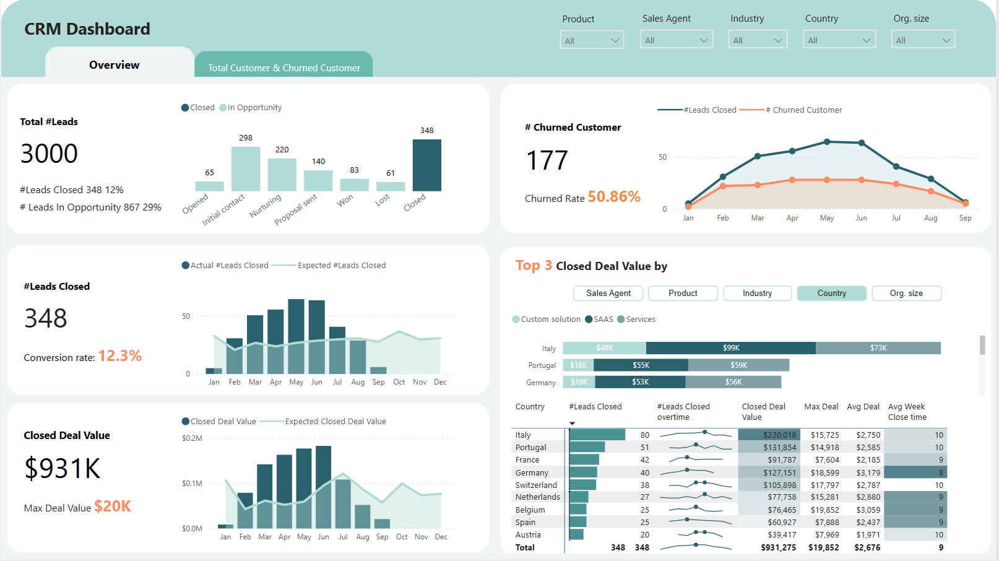 CRM Dashboard
Product
Sales Agent
Industry
Country
Org. size
All
All
All
All
All
Overview
Total Customer & Churned Customer
Total #Leads
3000
#Leads Closed 348 12%
# Leads In Opportunity 867 29%
Closed
In Opportunity
65
298
220
140
83
61
348
Opened
Initial contact
Nurturing
Proposal sent
Won
Lost
Closed
# Churned Customer
177
Churned Rate 50.86%
#Leads Closed
# Churned Customer
50
0
Jan Feb Mar Apr May Jun Jul Aug Sep
#Leads Closed
348
Conversion rate: 12.3%
Actual #Leads Closed
Expected #Leads Closed
50
0
Jan Feb Mar Apr May Jun Jul Aug Sep Oct Nov Dec
Closed Deal Value
$931K
Max Deal Value $20K
Closed Deal Value
Expected Closed Deal Value
$0.2M
$0.1M
$0.0M
Jan Feb Mar Apr May Jun Jul Aug Sep Oct Nov Dec
Top 3 Closed Deal Value by
Sales Agent
Product
Industry
Country
Org. size
Custom solution
SAAS
Services
Italy $48K $99K $73K
Portugal $18K $55K $59K
Germany $19K $53K $56K
Country
#Leads Closed
#Leads Closed
overtime
Closed Deal
Value
Max Deal
Avg Deal
Avg Week
Close time
Italy 80 $220,018 $15,725 $2,750 10
Portugal 51 $131,854 $14,918 $2,585 10
France 42 $91,787 $7,604 $2,185 9
Germany 40 $127,151 $18,599 $3,179 8
Switzerland 38 $105,898 $17,797 $2,787 10
Netherlands 27 $77,758 $15,281 $2,880 9
Belgium 25 $76,465 $19,852 $3,059 9
Spain 25 $60,927 $7,888 $2,437 9
Austria 20 $39,417 $7,969 $1,971 10
Total 348 348 $931,275 $19,852 $2,676 9